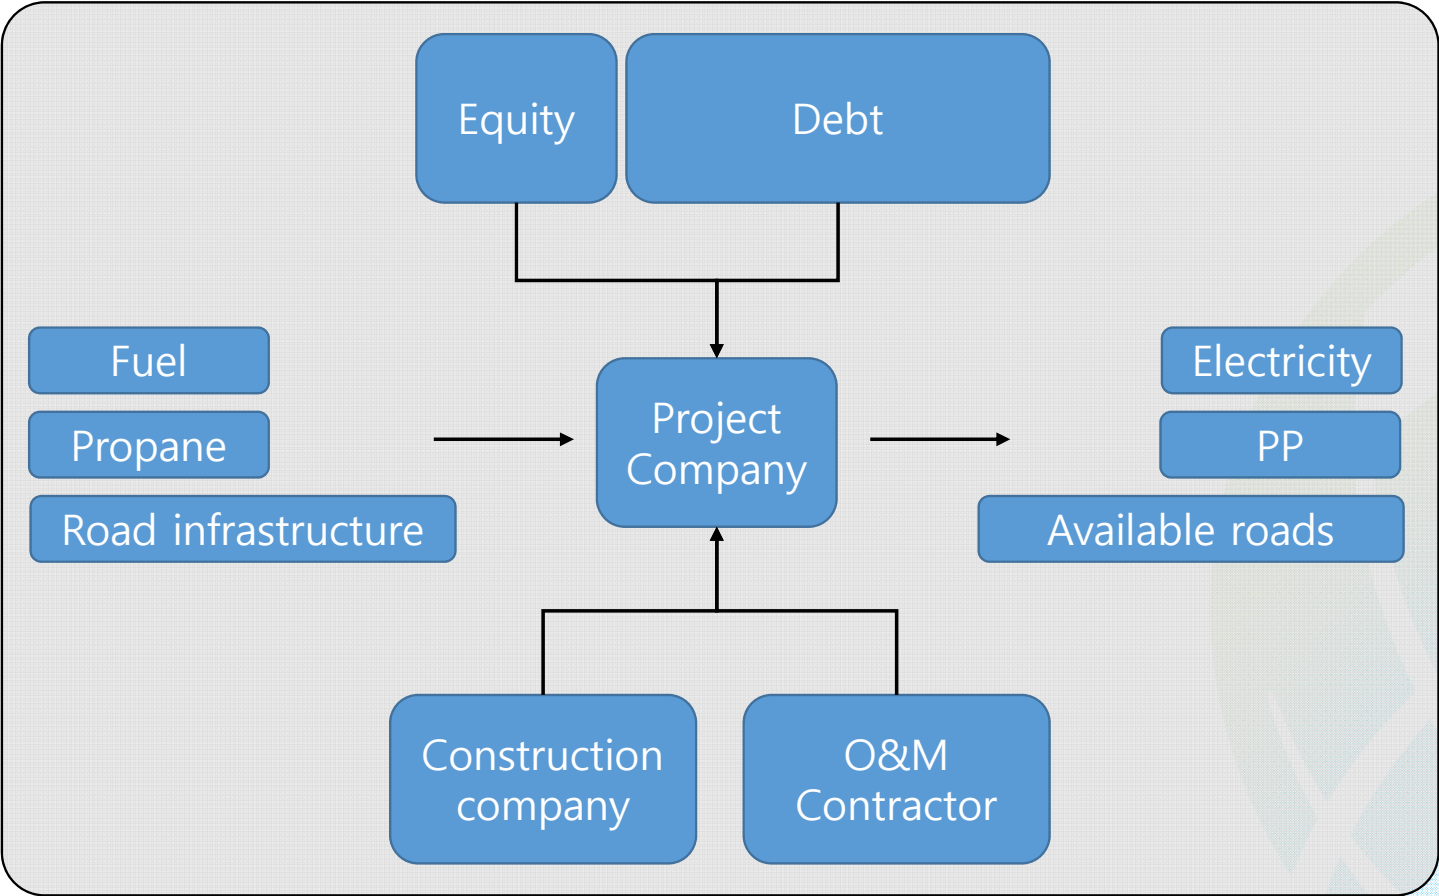 Equity
Debt
Fuel
Propane
Road infrastructure
Project
Company
Electricity
PP
Available roads
Construction
company
O&M
Contractor